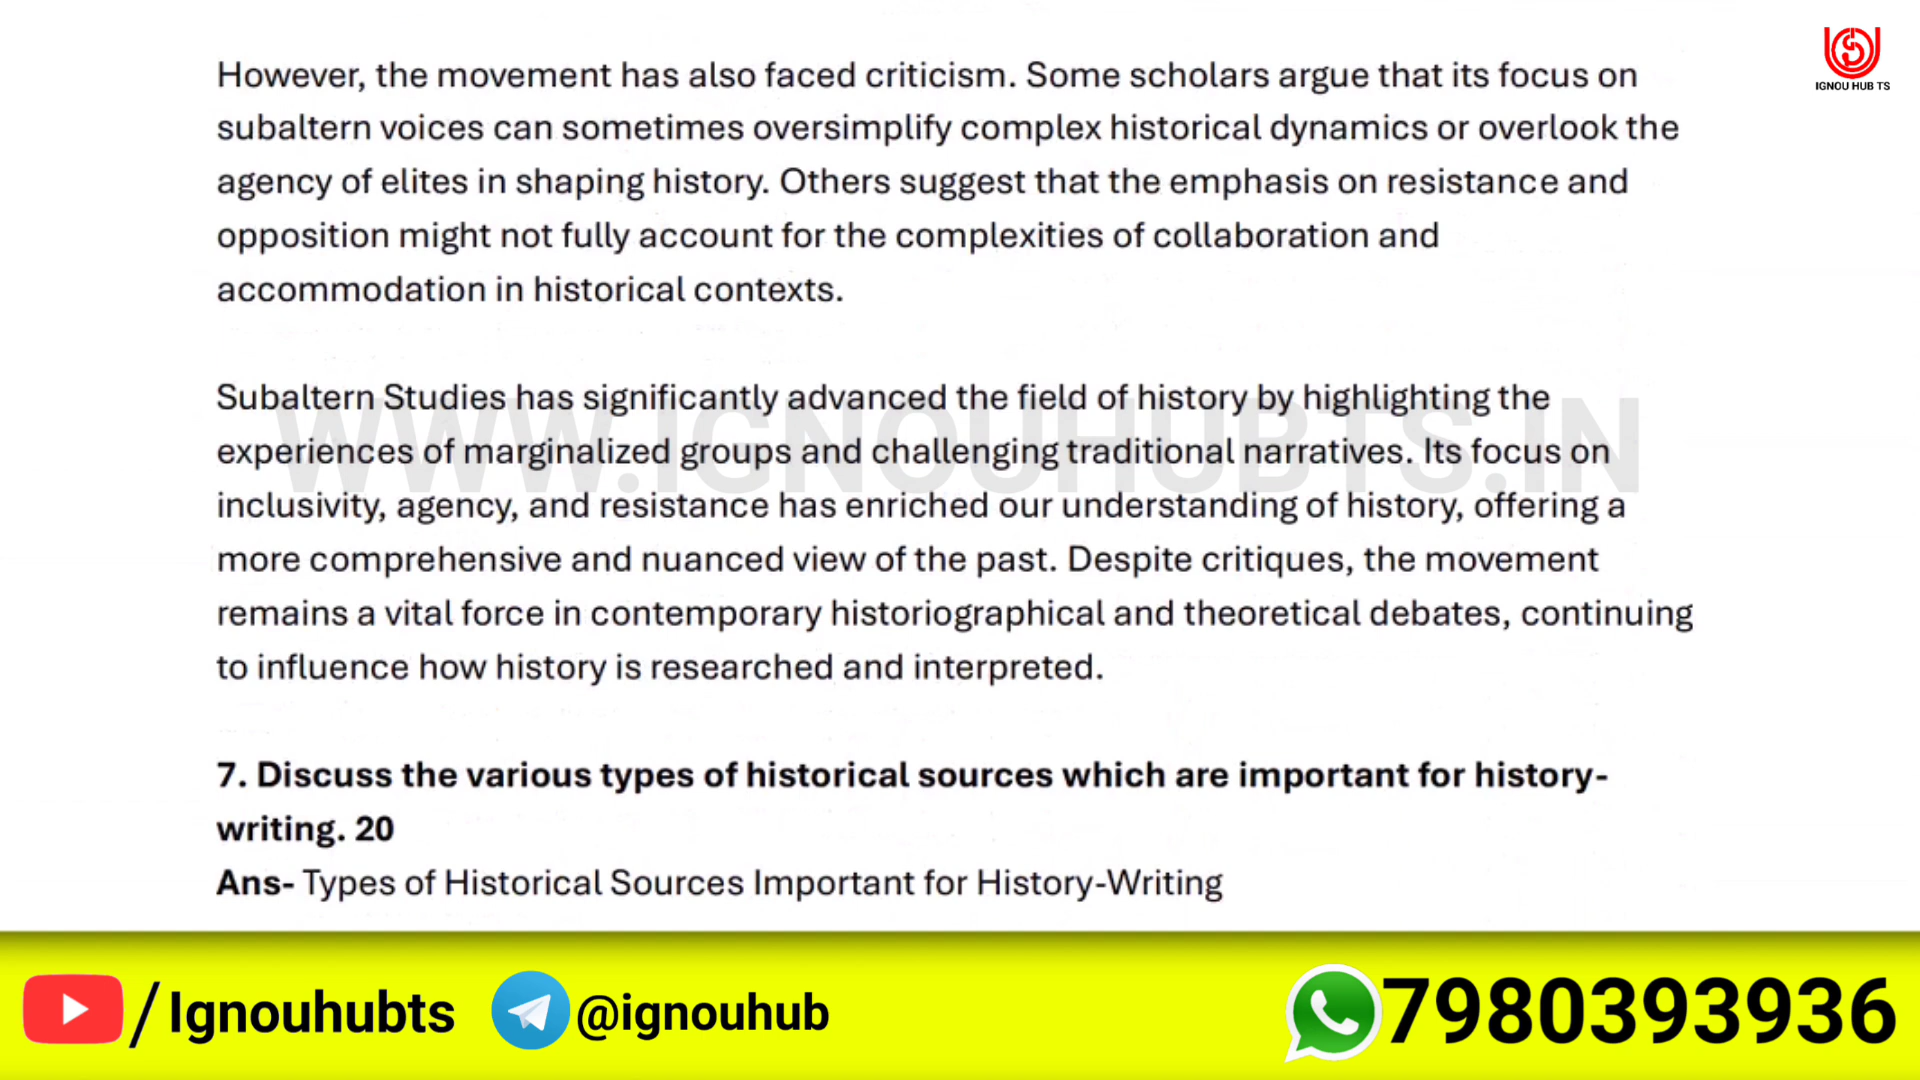 However, the movement has also faced criticism. Some scholars argue that its focus on
subaltern voices can sometimes oversimplify complex historical dynamics or overlook the
agency of elites in shaping history. Others suggest that the emphasis on resistance and
opposition might not fully account for the complexities of collaboration and
accommodation in historical contexts.
Subaltern Studies has significantly advanced the field of history by highlighting the
experiences of marginalized groups and challenging traditional narratives. Its focus on
inclusivity, agency, and resistance has enriched our understanding of history, offering a
more comprehensive and nuanced view of the past. Despite critiques, the movement
remains a vital force in contemporary historiographical and theoretical debates, continuing
to influence how history is researched and interpreted.
7. Discuss the various types of historical sources which are important for history-
writing. 20
Ans- Types of Historical Sources Important for History-Writing
WWW.IGNOUHUBTS.IN
IGNOU HUB TS
/Ignouhubts @ignouhub 7980393936